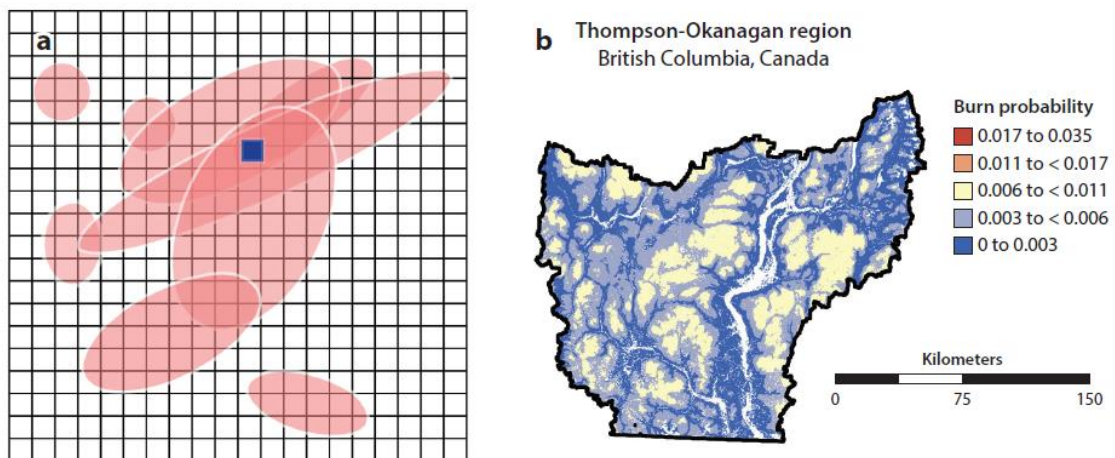 a
b
Thompson-Okanagan region
British Columbia, Canada
Burn probability
0.017 to 0.035
0.011 to < 0.017
0.006 to < 0.011
0.003 to < 0.006
0 to 0.003
Kilometers
0 75 150